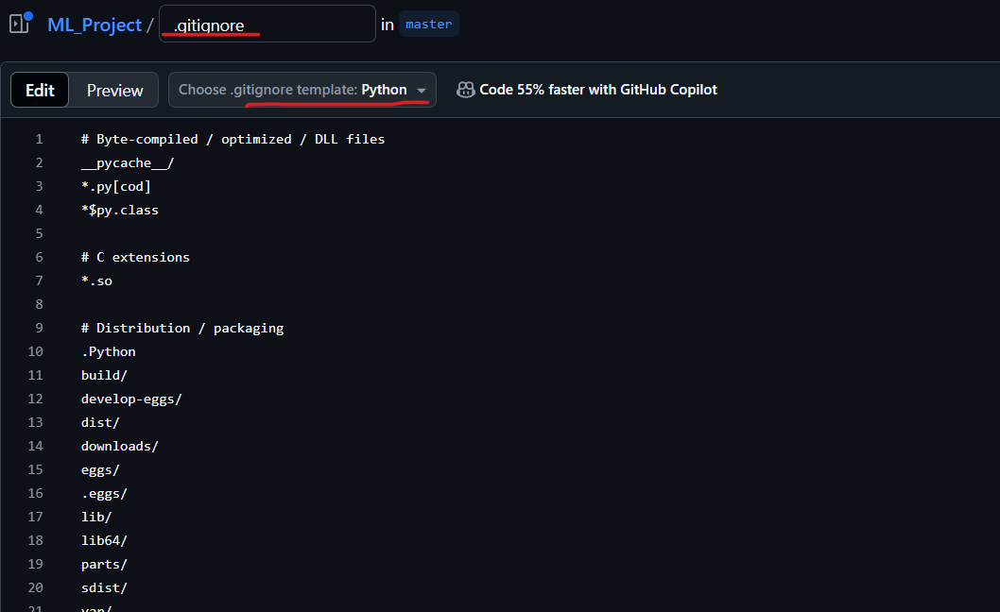 ML_Project / .gitignore in master
Edit Preview Choose .gitignore template: Python Code 55% faster with GitHub Copilot
1 # Byte-compiled / optimized / DLL files
2 __pycache__/
3 *.py[cod]
4 *$py.class
5
6 # C extensions
7 *.so
8
9 # Distribution / packaging
10 .Python
11 build/
12 develop-eggs/
13 dist/
14 downloads/
15 eggs/
16 .eggs/
17 lib/
18 lib64/
19 parts/
20 sdist/
21 var/